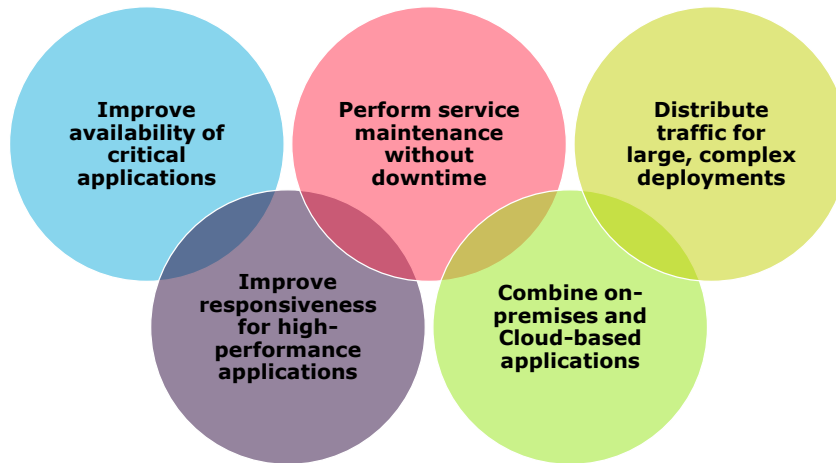 Improve
availability of
critical
applications
Perform service
maintenance
without
downtime
Distribute
traffic for
large, complex
deployments
Improve
responsiveness
for high-
performance
applications
Combine on-
premises and
Cloud-based
applications